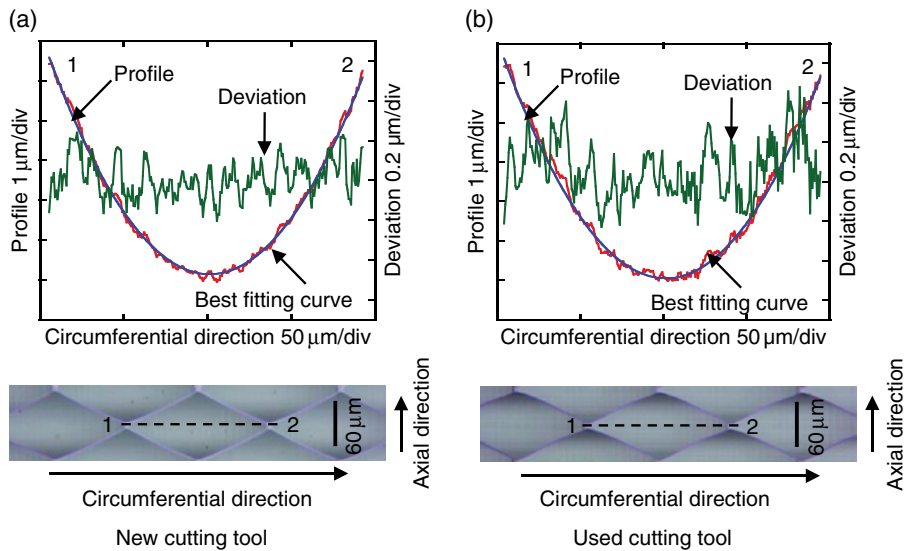 (a)
1
2
Profile
Deviation
Best fitting curve
Profile 1 μm/div
Deviation 0.2 μm/div
Circumferential direction 50 μm/div
1
2
60 μm
Axial direction
Circumferential direction
New cutting tool
(b)
1
2
Profile
Deviation
Best fitting curve
Profile 1 μm/div
Deviation 0.2 μm/div
Circumferential direction 50 μm/div
1
2
60 μm
Axial direction
Circumferential direction
Used cutting tool